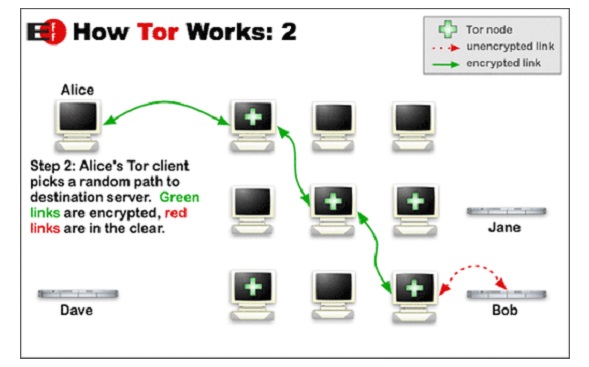 EFF How Tor Works: 2
Tor node
unencrypted link
encrypted link
Alice
Step 2: Alice's Tor client
picks a random path to
destination server. Green
links are encrypted, red
links are in the clear.
Jane
Dave
Bob